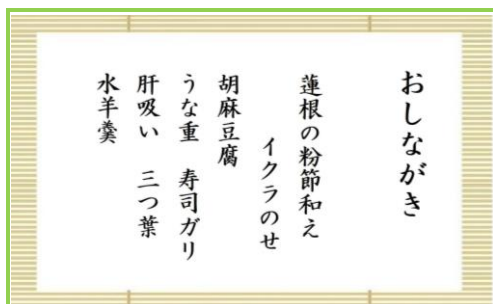 おしながき
蓮根の粉節和え
イクラのせ
胡麻豆腐
うな重　寿司ガリ
肝吸い　三つ葉
水羊羹